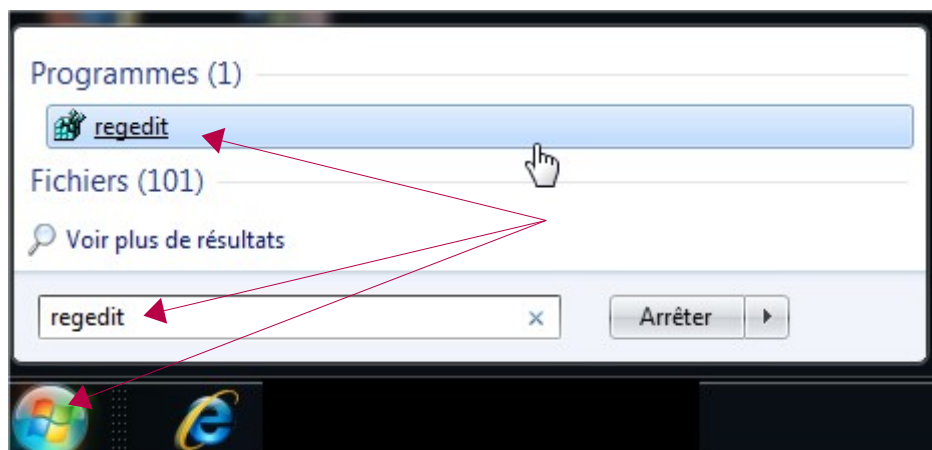 Programmes (1)
regedit
Fichiers (101)
Voir plus de résultats
regedit
Arrêter